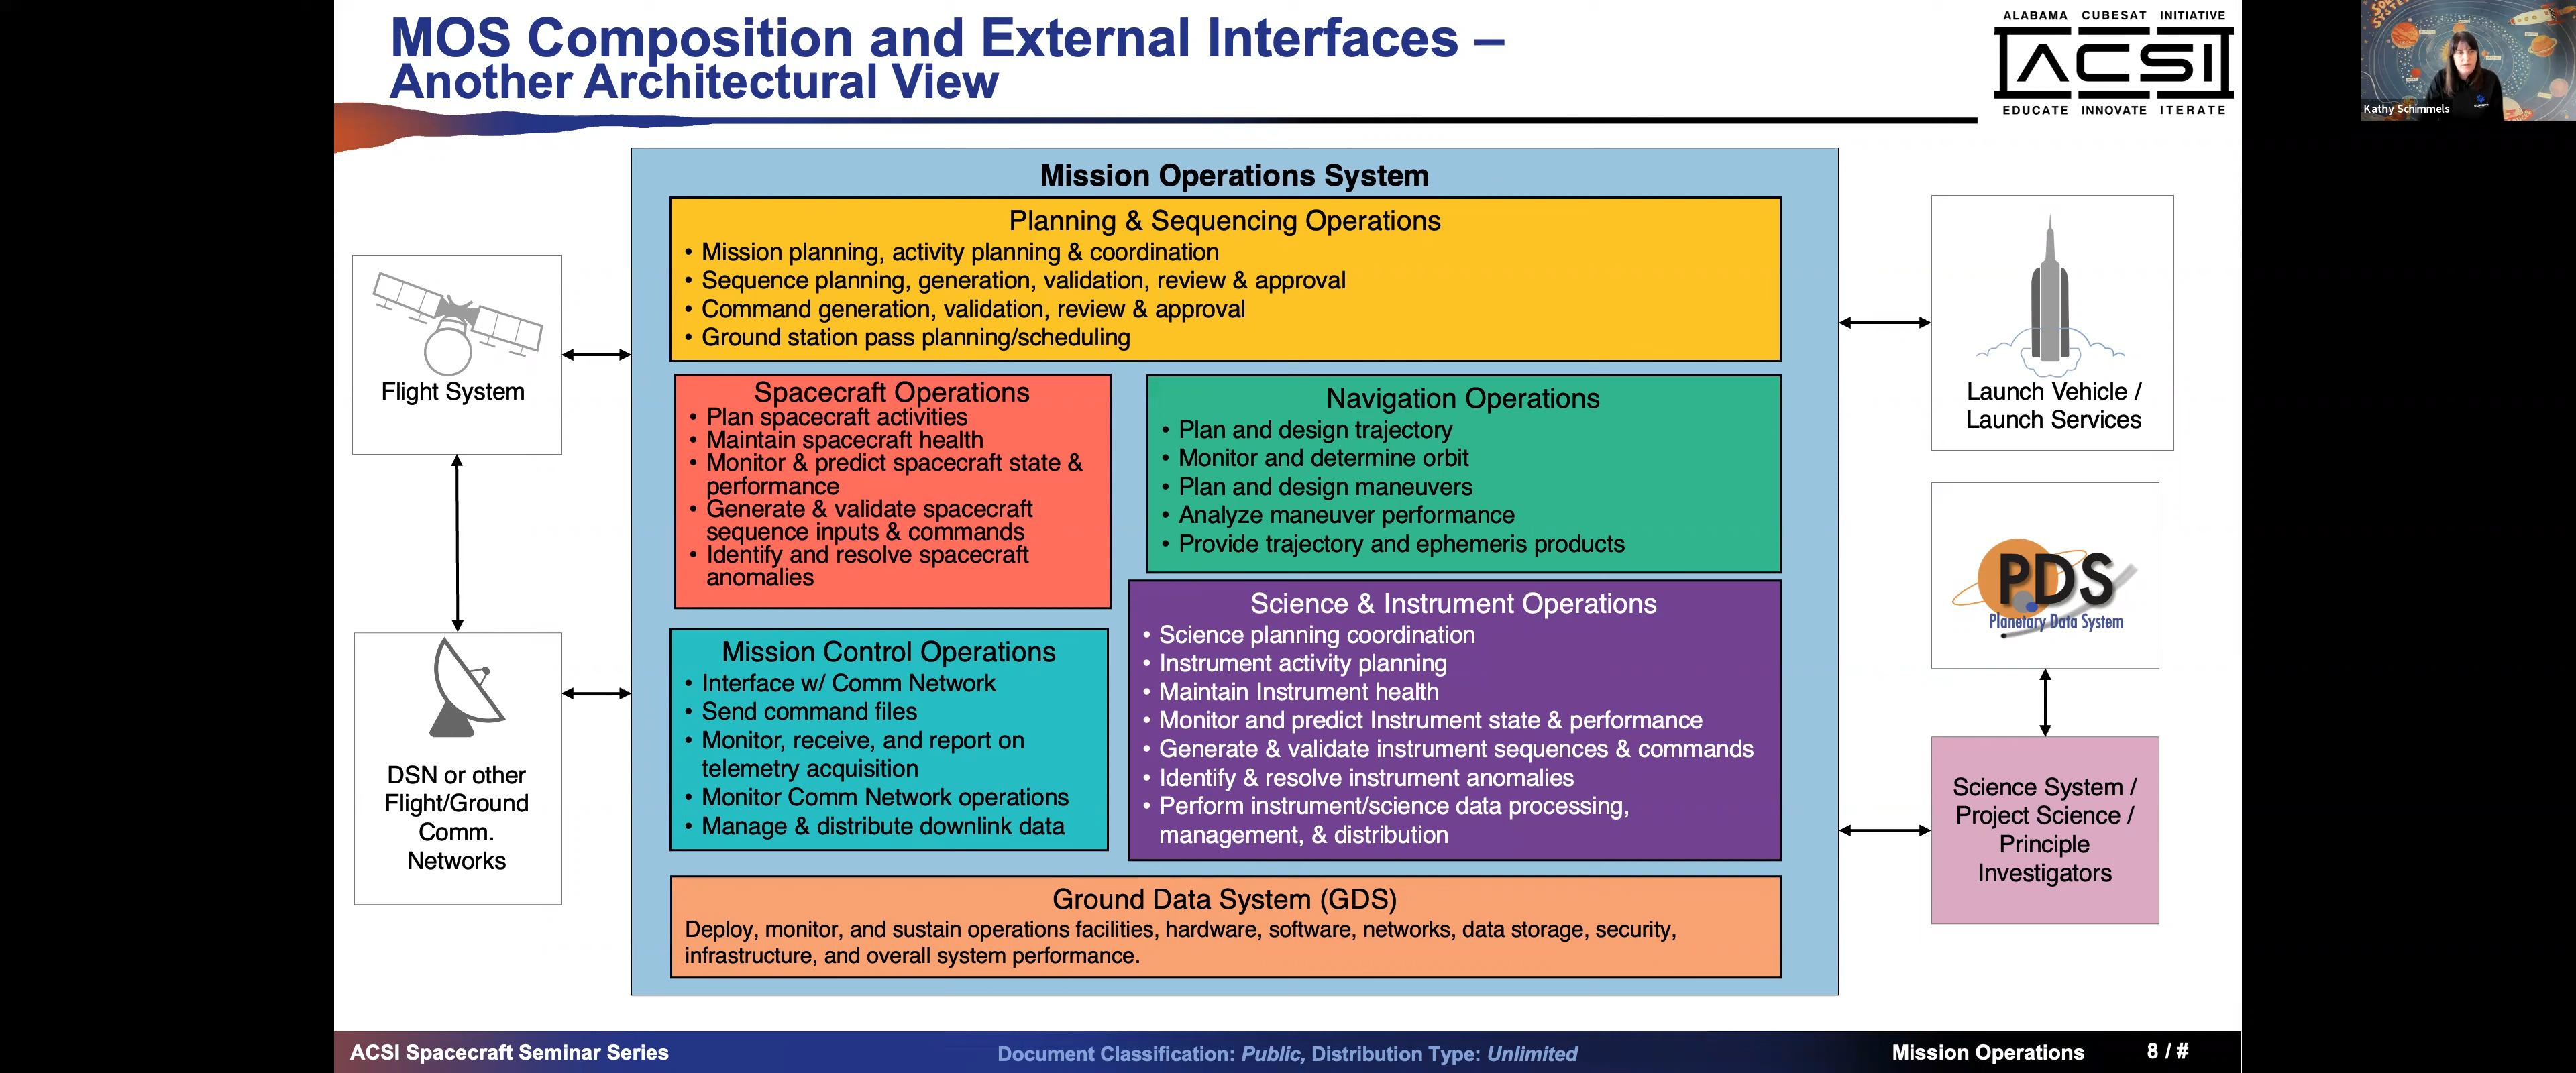 MOS Composition and External Interfaces –
Another Architectural View
ALABAMA CUBESAT INITIATIVE
ACSI
EDUCATE INNOVATE ITERATE
Kathy Schimmels
Mission Operations System
Planning & Sequencing Operations
• Mission planning, activity planning & coordination
• Sequence planning, generation, validation, review & approval
• Command generation, validation, review & approval
• Ground station pass planning/scheduling
Spacecraft Operations
• Plan spacecraft activities
• Maintain spacecraft health
• Monitor & predict spacecraft state &
performance
• Generate & validate spacecraft
sequence inputs & commands
• Identify and resolve spacecraft
anomalies
Navigation Operations
• Plan and design trajectory
• Monitor and determine orbit
• Plan and design maneuvers
• Analyze maneuver performance
• Provide trajectory and ephemeris products
Mission Control Operations
• Interface w/ Comm Network
• Send command files
• Monitor, receive, and report on
telemetry acquisition
• Monitor Comm Network operations
• Manage & distribute downlink data
Science & Instrument Operations
• Science planning coordination
• Instrument activity planning
• Maintain Instrument health
• Monitor and predict Instrument state & performance
• Generate & validate instrument sequences & commands
• Identify & resolve instrument anomalies
• Perform instrument/science data processing,
management, & distribution
Ground Data System (GDS)
Deploy, monitor, and sustain operations facilities, hardware, software, networks, data storage, security,
infrastructure, and overall system performance.
Flight System
DSN or other
Flight/Ground
Comm.
Networks
Launch Vehicle /
Launch Services
PDS
Planetary Data System
Science System /
Project Science /
Principle
Investigators
ACSI Spacecraft Seminar Series
Document Classification: Public, Distribution Type: Unlimited
Mission Operations 8 / #